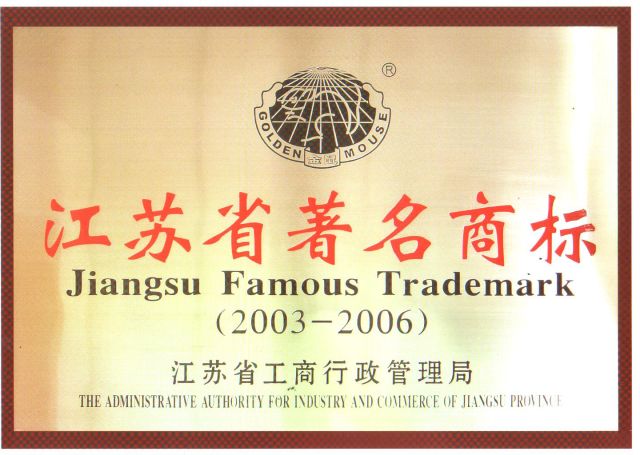 ®
GOLDEN MOUSE
金鼠
江苏省著名商标
Jiangsu Famous Trademark
(2003-2006)
江苏省工商行政管理局
THE ADMINISTRATIVE AUTHORITY FOR INDUSTRY AND COMMERCE OF JIANGSU PROVINCE